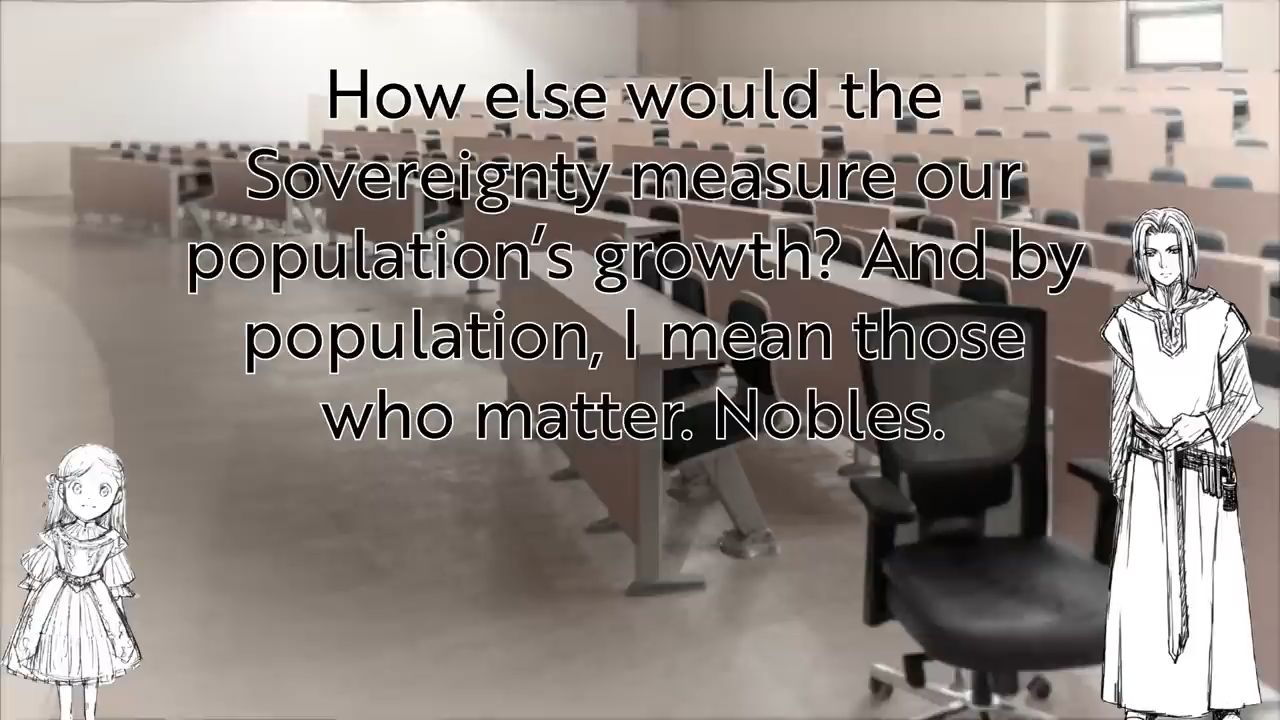 How else would the
Sovereignty measure our
population’s growth? And by
population, I mean those
who matter. Nobles.